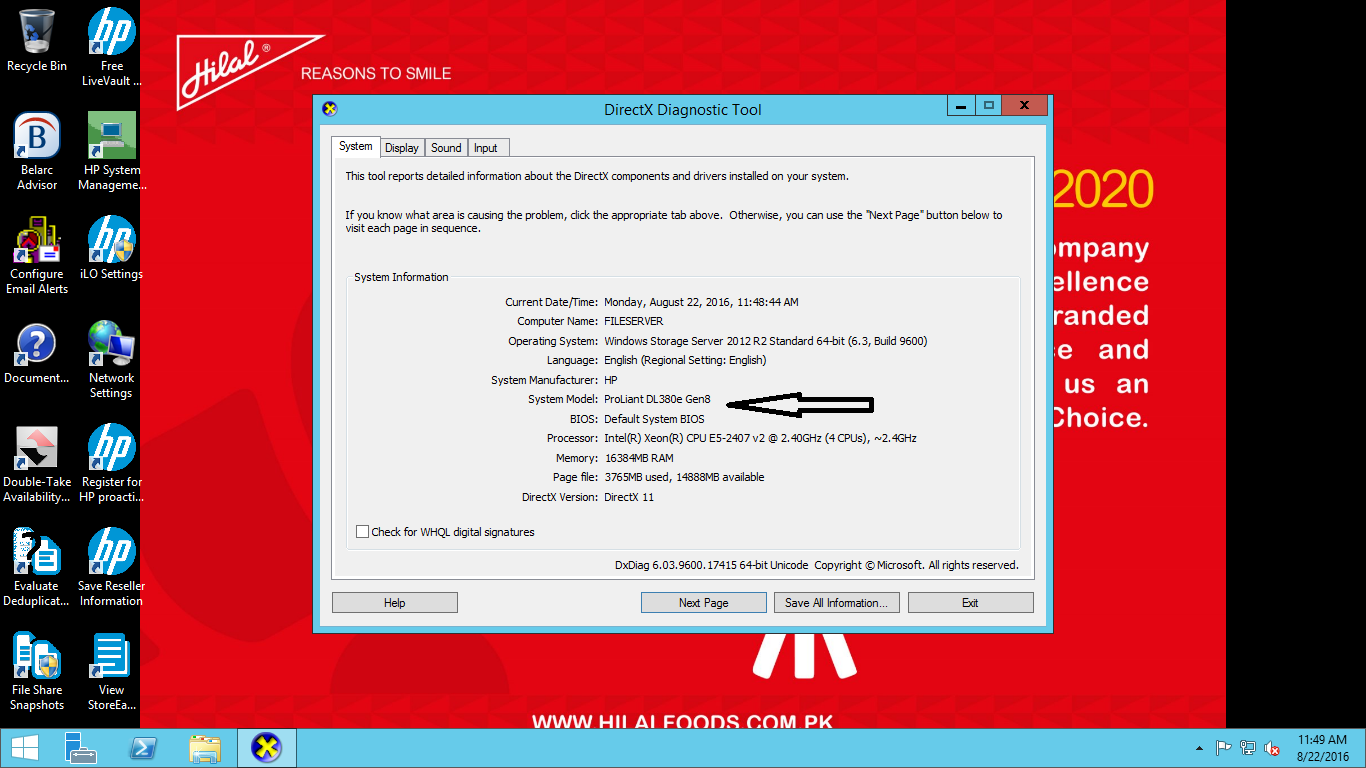 Recycle Bin
Free
LiveVault ...
Belarc
Advisor
HP System
Manageme...
Configure
Email Alerts
iLO Settings
Document...
Network
Settings
Double-Take
Availability...
Register for
HP proacti...
Evaluate
Deduplicat...
Save Reseller
Information
File Share
Snapshots
View
StoreEa...
hp
B
hp
hp
hp
Hilal®
REASONS TO SMILE
DirectX Diagnostic Tool
System
Display
Sound
Input
This tool reports detailed information about the DirectX components and drivers installed on your system.
If you know what area is causing the problem, click the appropriate tab above.  Otherwise, you can use the "Next Page" button below to
visit each page in sequence.
System Information
Current Date/Time: Monday, August 22, 2016, 11:48:44 AM
Computer Name: FILESERVER
Operating System: Windows Storage Server 2012 R2 Standard 64-bit (6.3, Build 9600)
Language: English (Regional Setting: English)
System Manufacturer: HP
System Model: ProLiant DL380e Gen8
BIOS: Default System BIOS
Processor: Intel(R) Xeon(R) CPU E5-2407 v2 @ 2.40GHz (4 CPUs), ~2.4GHz
Memory: 16384MB RAM
Page file: 3765MB used, 14888MB available
DirectX Version: DirectX 11
Check for WHQL digital signatures
DxDiag 6.03.9600.17415 64-bit Unicode  Copyright © Microsoft. All rights reserved.
Help
Next Page
Save All Information...
Exit
2020
ompany
ellence
randed
e and
us an
Choice.
WWW.HILALFOODS.COM.PK
11:49 AM
8/22/2016